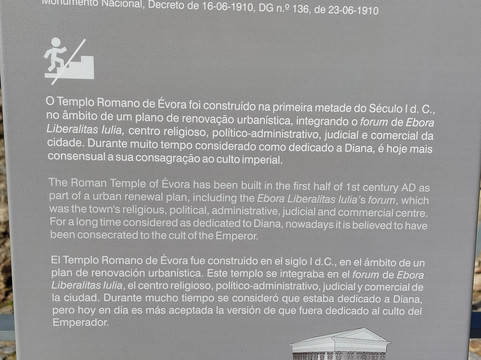 Monumento Nacional, Decreto de 16-06-1910, DG n.º 136, de 23-06-1910
O Templo Romano de Évora foi construído na primeira metade do Século I d. C.,
no âmbito de um plano de renovação urbanística, integrando o forum de Ebora
Liberalitas Iulia, centro religioso, político-administrativo, judicial e comercial da
cidade. Durante muito tempo considerado como dedicado a Diana, é hoje mais
consensual a sua consagração ao culto imperial.
The Roman Temple of Évora has been built in the first half of 1st century AD as
part of a urban renewal plan, including the Ebora Liberalitas Iulia's forum, which
was the town's religious, political, administrative, judicial and commercial centre.
For a long time considered as dedicated to Diana, nowadays it is believed to have
been consecrated to the cult of the Emperor.
El Templo Romano de Évora fue construido en el siglo I d.C., en el ámbito de un
plan de renovación urbanística. Este templo se integraba en el forum de Ebora
Liberalitas Iulia, el centro religioso, político-administrativo, judicial y comercial de
la ciudad. Durante mucho tiempo se consideró que estaba dedicado a Diana,
pero hoy en día es más aceptada la versión de que fuera dedicado al culto del
Emperador.